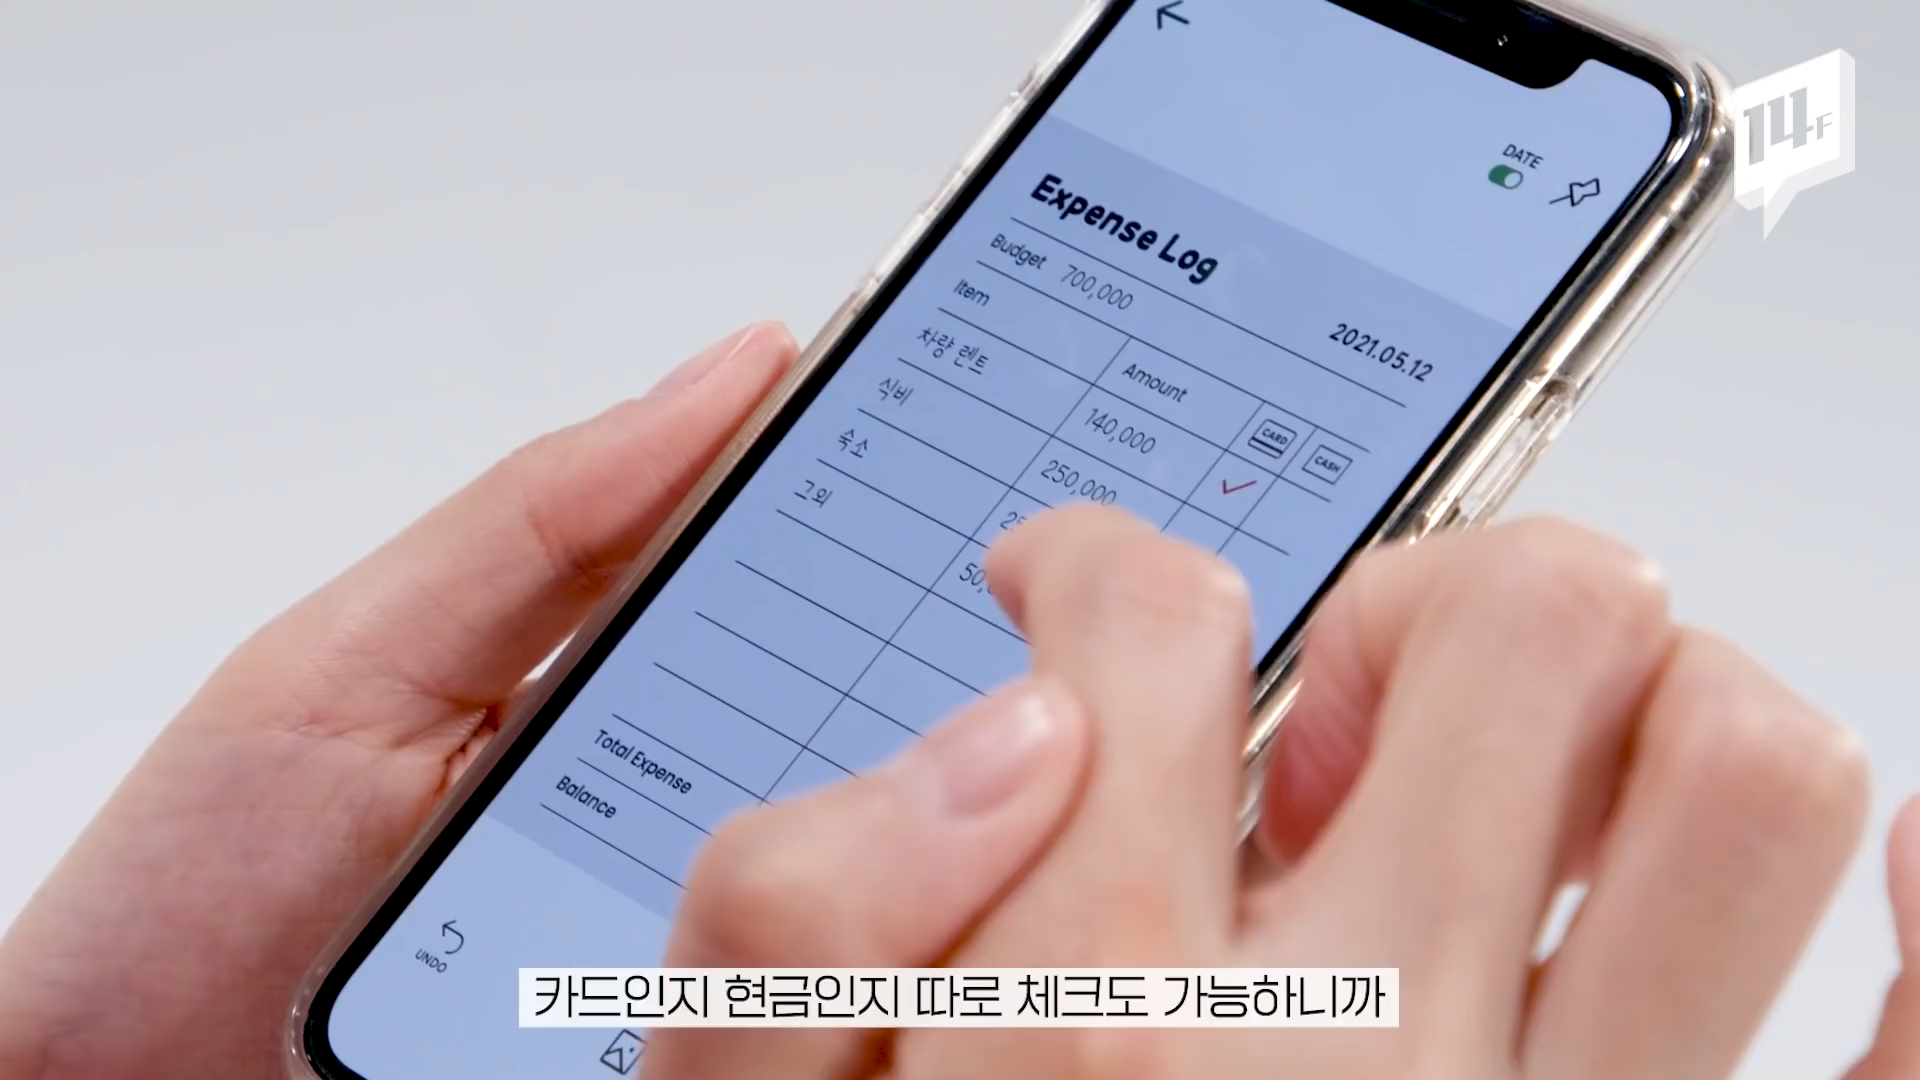 14F
DATE
Expense Log
2021.05.12
Budget 700,000
Item Amount CARD CASH
차량 렌트 140,000
식비 250,000
숙소
그외
Total Expense
Balance
UNDO
카드인지 현금인지 따로 체크도 가능하니까